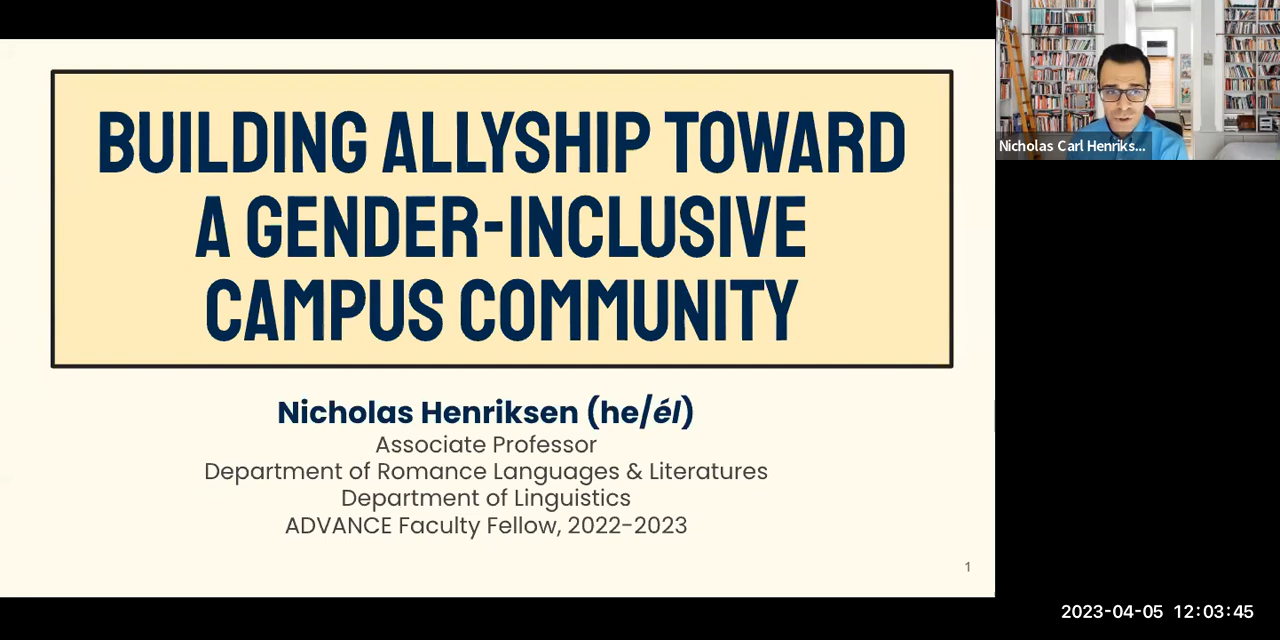 BUILDING ALLYSHIP TOWARD
A GENDER-INCLUSIVE
CAMPUS COMMUNITY
Nicholas Henriksen (he/él)
Associate Professor
Department of Romance Languages & Literatures
Department of Linguistics
ADVANCE Faculty Fellow, 2022-2023
1
Nicholas Carl Henriks...
2023-04-05 12:03:45